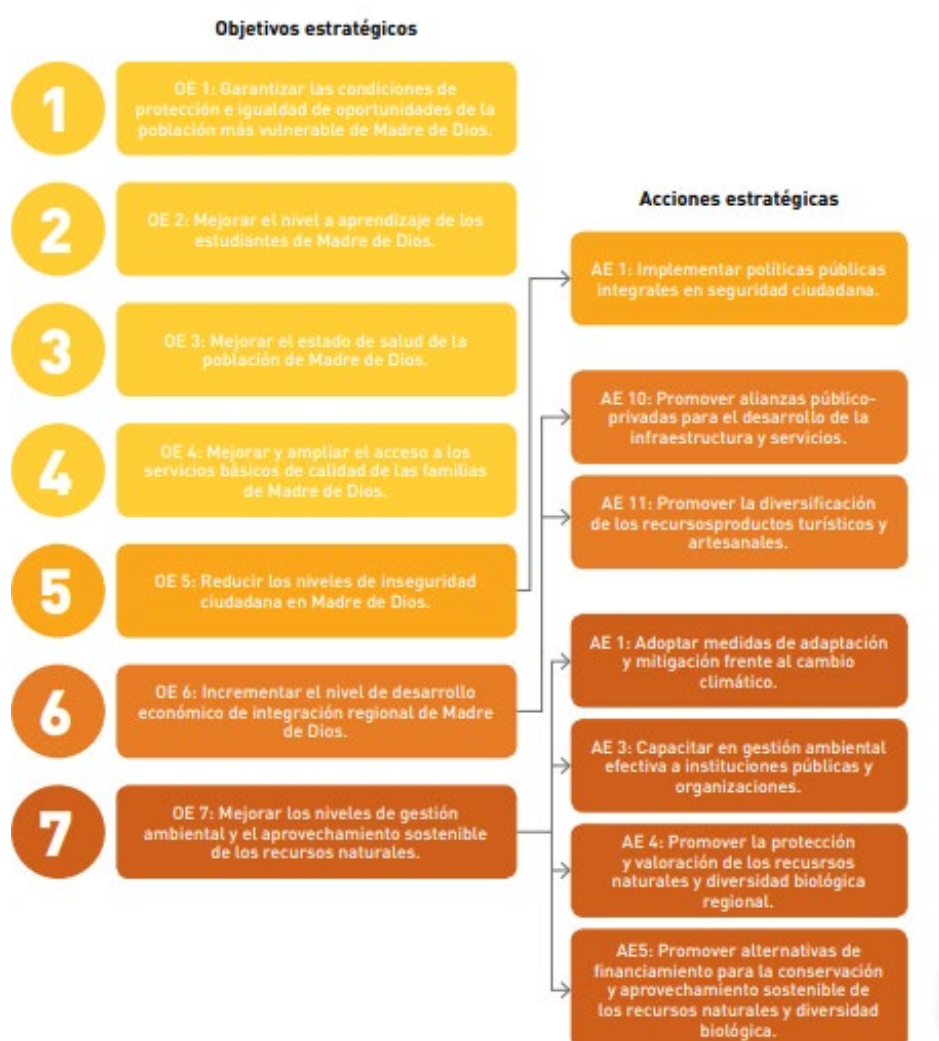 Objetivos estratégicos
1
OE 1: Garantizar las condiciones de
protección e igualdad de oportunidades de la
población más vulnerable de Madre de Dios.
2
OE 2: Mejorar el nivel a aprendizaje de los
estudiantes de Madre de Dios.
3
OE 3: Mejorar el estado de salud de la
población de Madre de Dios.
4
OE 4: Mejorar y ampliar el acceso a los
servicios básicos de calidad de las familias
de Madre de Dios.
5
OE 5: Reducir los niveles de inseguridad
ciudadana en Madre de Dios.
6
OE 6: Incrementar el nivel de desarrollo
económico de integración regional de Madre
de Dios.
7
OE 7: Mejorar los niveles de gestión
ambiental y el aprovechamiento sostenible
de los recursos naturales.
Acciones estratégicas
AE 1: Implementar políticas públicas
integrales en seguridad ciudadana.
AE 10: Promover alianzas público-
privadas para el desarrollo de la
infraestructura y servicios.
AE 11: Promover la diversificación
de los recursosproductos turísticos y
artesanales.
AE 1: Adoptar medidas de adaptación
y mitigación frente al cambio
climático.
AE 3: Capacitar en gestión ambiental
efectiva a instituciones públicas y
organizaciones.
AE 4: Promover la protección
y valoración de los recusrsos
naturales y diversidad biológica
regional.
AE5: Promover alternativas de
financiamiento para la conservación
y aprovechamiento sostenible de
los recursos naturales y diversidad
biológica.